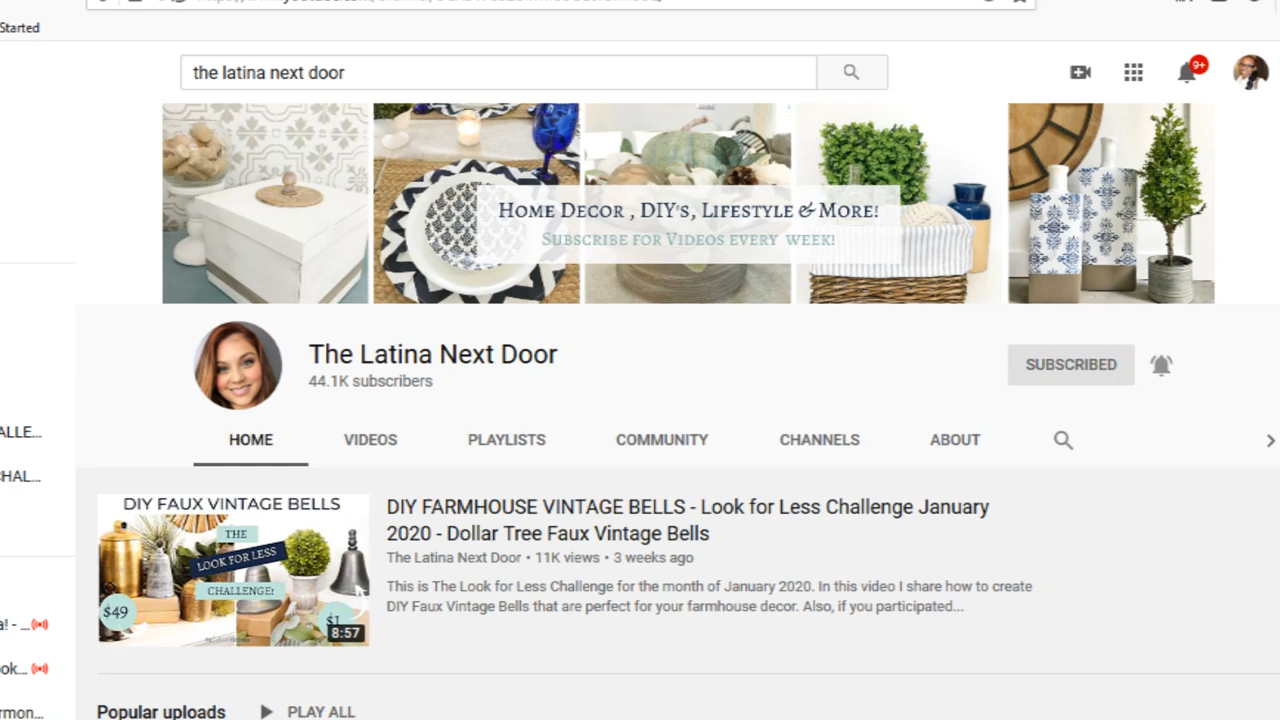 Started
the latina next door
9+
HOME DECOR , DIY'S, LIFESTYLE & MORE!
SUBSCRIBE FOR VIDEOS EVERY WEEK!
The Latina Next Door
44.1K subscribers
SUBSCRIBED
HOME VIDEOS PLAYLISTS COMMUNITY CHANNELS ABOUT
ALLE...
CHAL...
DIY FAUX VINTAGE BELLS
THE
LOOK FOR LESS
CHALLENGE!
$49
$1
8:57
DIY FARMHOUSE VINTAGE BELLS - Look for Less Challenge January
2020 - Dollar Tree Faux Vintage Bells
The Latina Next Door • 11K views • 3 weeks ago
This is The Look for Less Challenge for the month of January 2020. In this video I share how to create
DIY Faux Vintage Bells that are perfect for your farmhouse decor. Also, if you participated...
a! - ...
ok...
rmon...
Popular uploads PLAY ALL